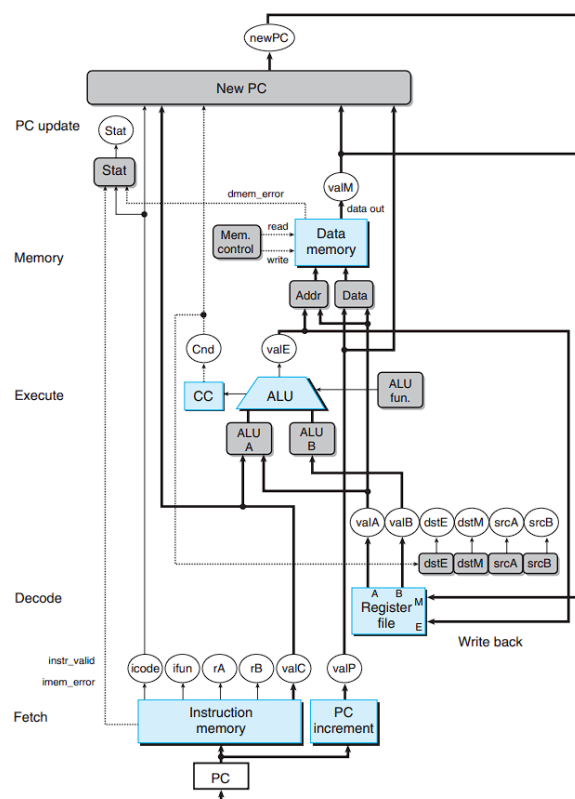 newPC
New PC
PC update
Stat
Stat
valM
dmem_error
data out
read
Mem.
control
Data
memory
write
Memory
Addr
Data
Cnd
valE
Execute
CC
ALU
ALU
fun.
ALU
A
ALU
B
valA
valB
dstE
dstM
srcA
srcB
dstE
dstM
srcA
srcB
Decode
A
B
M
Register
file
E
Write back
instr_valid
imem_error
icode
ifun
rA
rB
valC
valP
Fetch
Instruction
memory
PC
increment
PC